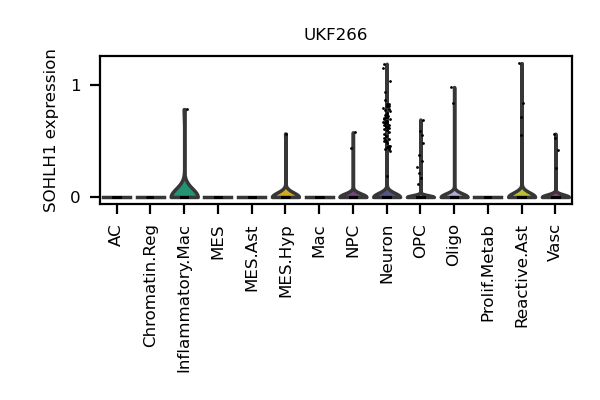 UKF266
SOHLH1 expression
1
0
AC
Chromatin.Reg
Inflammatory.Mac
MES
MES.Ast
MES.Hyp
Mac
NPC
Neuron
OPC
Oligo
Prolif.Metab
Reactive.Ast
Vasc